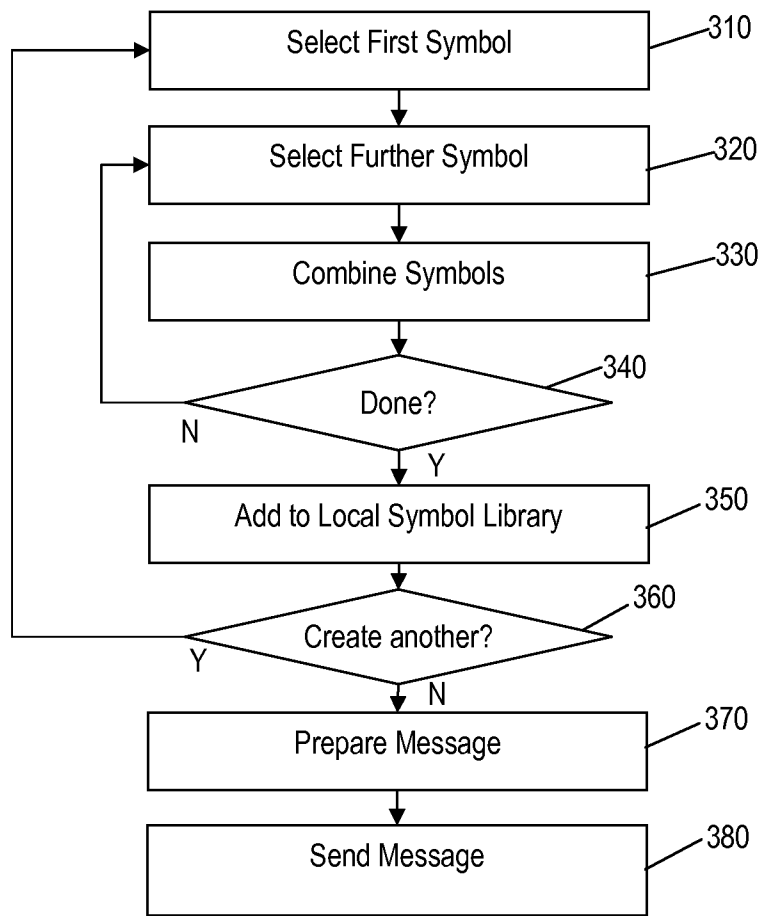 Select First Symbol
310
Select Further Symbol
320
Combine Symbols
330
340
Done?
N
Y
Add to Local Symbol Library
350
360
Create another?
Y
N
Prepare Message
370
Send Message
380